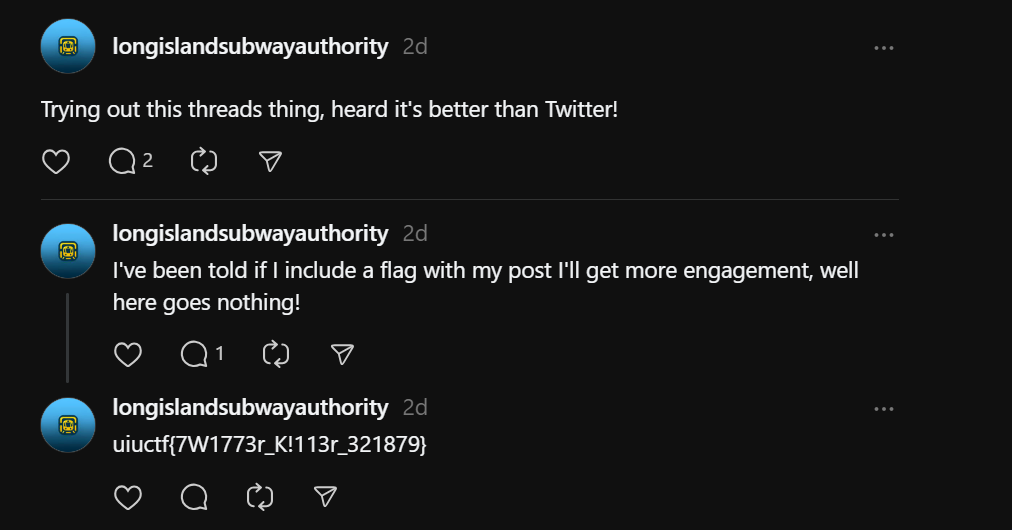 longislandsubwayauthority 2d
Trying out this threads thing, heard it's better than Twitter!
2
longislandsubwayauthority 2d
I've been told if I include a flag with my post I'll get more engagement, well
here goes nothing!
1
longislandsubwayauthority 2d
uiuctf{7W1773r_K!113r_321879}